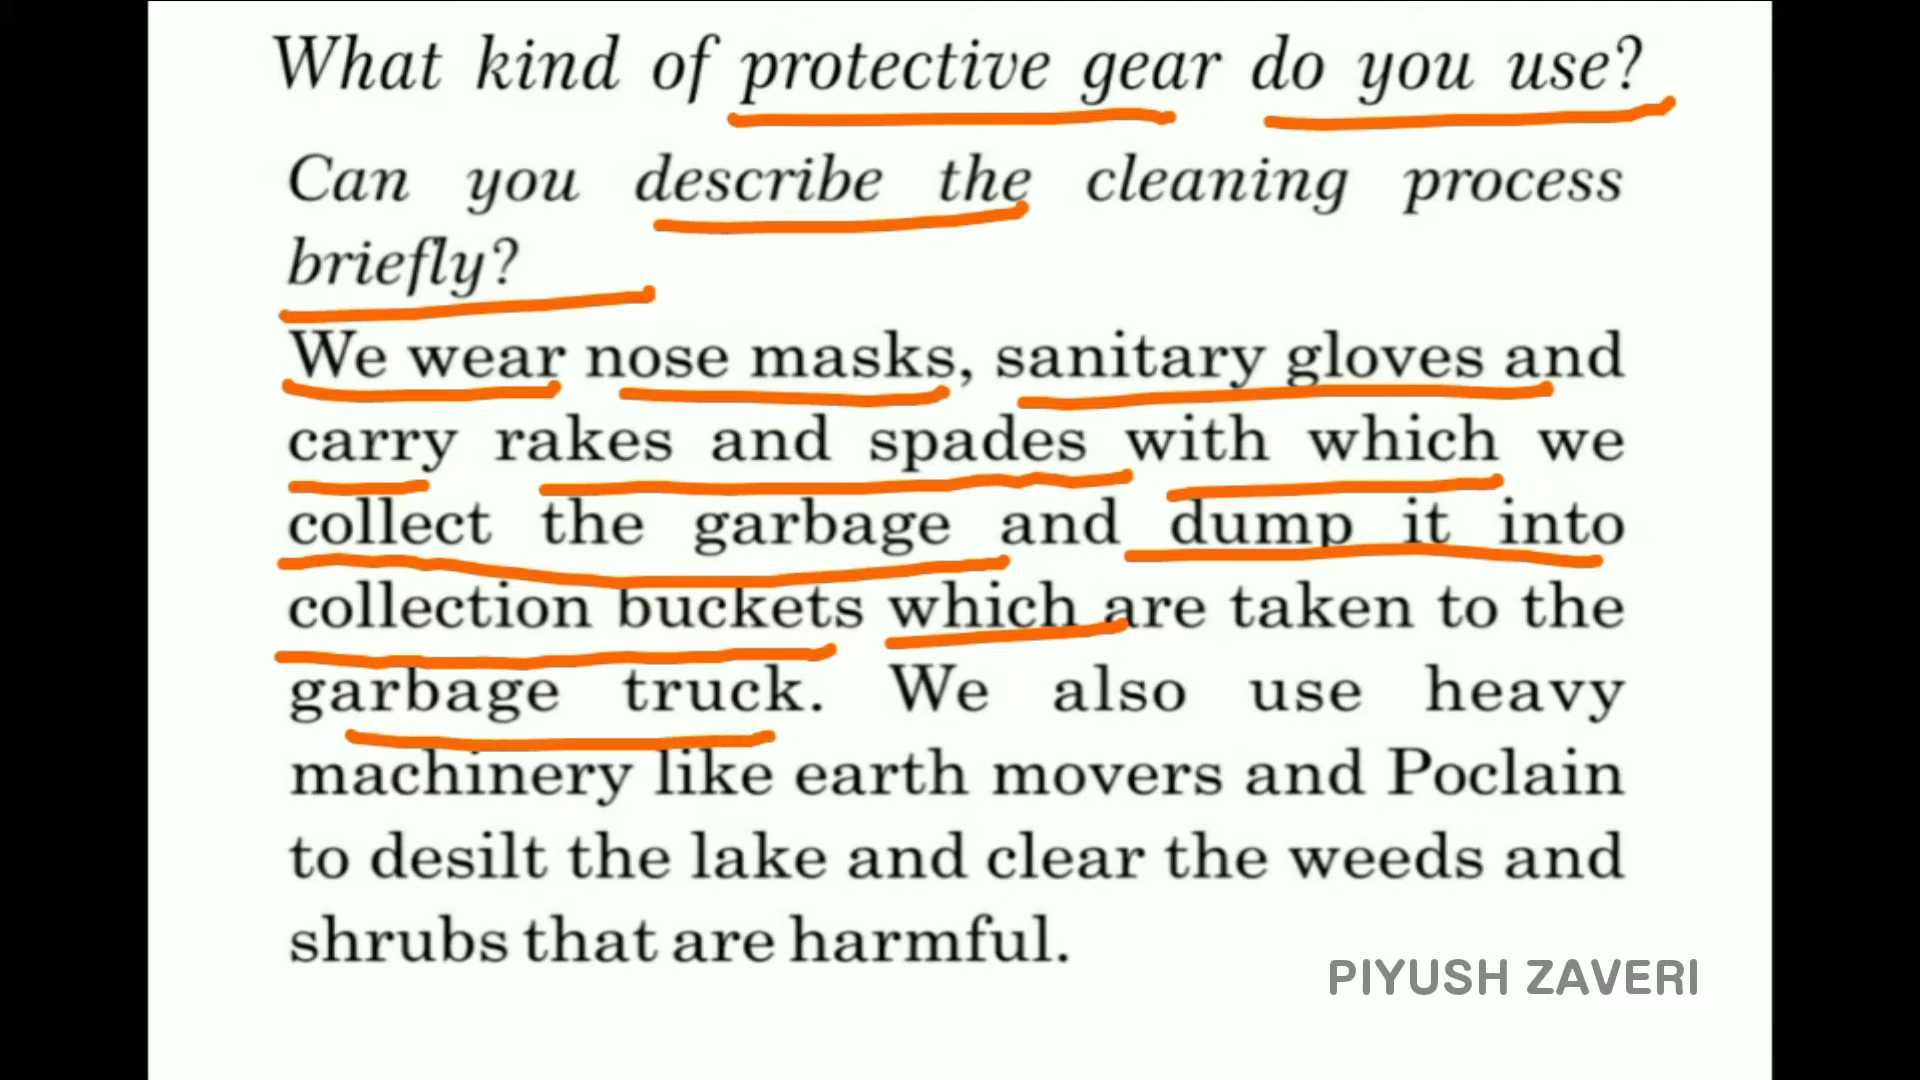 What kind of protective gear do you use?
Can you describe the cleaning process
briefly?
We wear nose masks, sanitary gloves and
carry rakes and spades with which we
collect the garbage and dump it into
collection buckets which are taken to the
garbage truck. We also use heavy
machinery like earth movers and Poclain
to desilt the lake and clear the weeds and
shrubs that are harmful.
PIYUSH ZAVERI